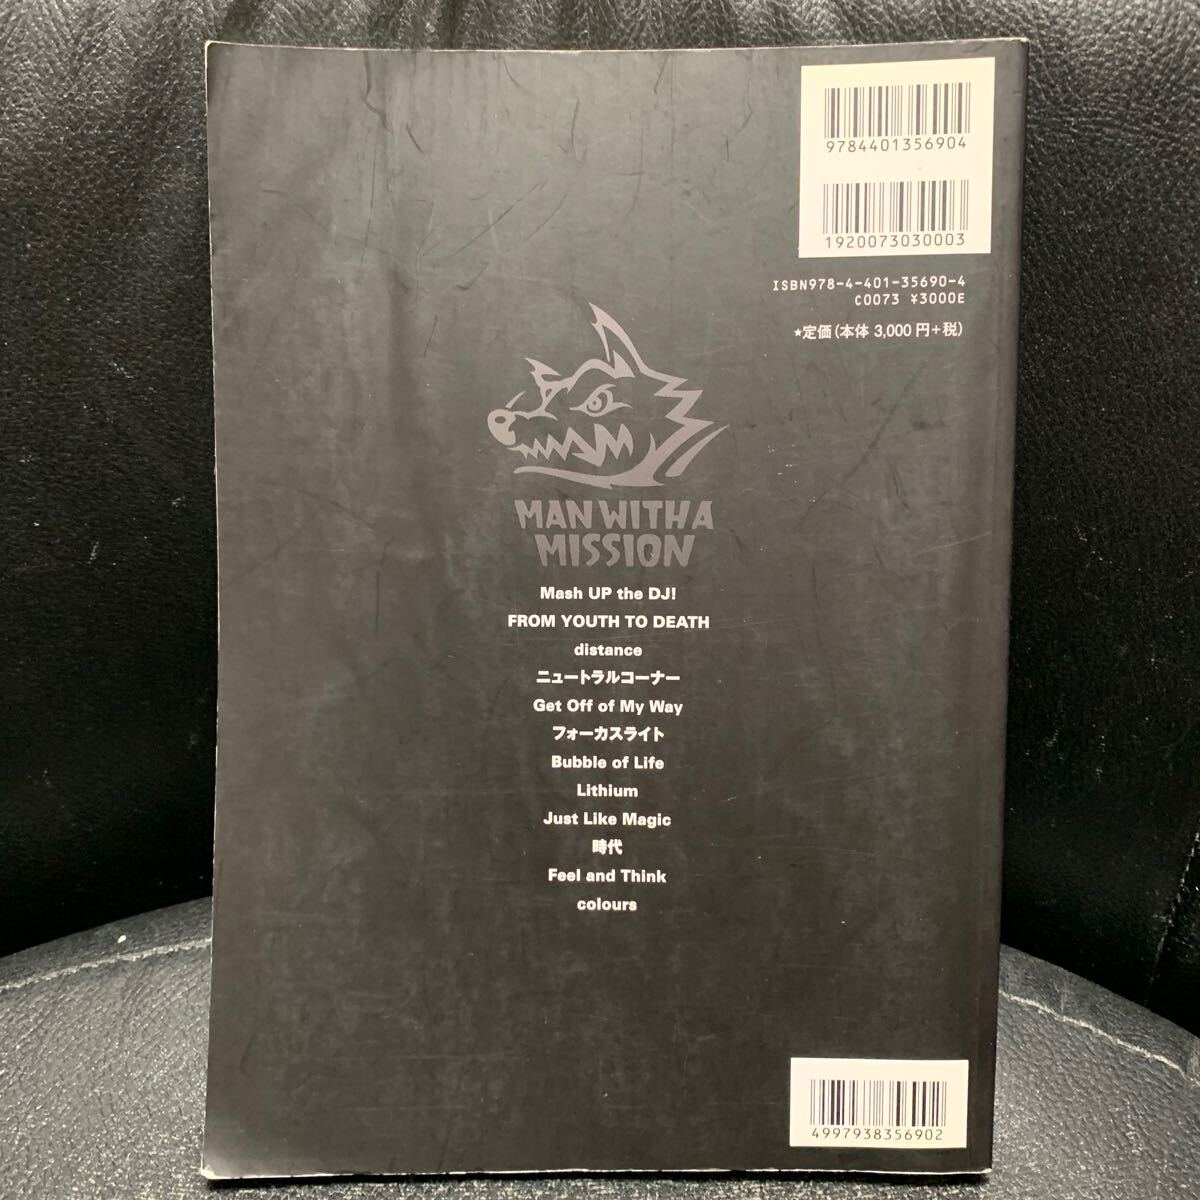 9784401356904
1920073030003
ISBN978-4-401-35690-4
C0073 ¥3000E
*定価(本体 3,000 円+税)
MAN WITH A
MISSION
Mash UP the DJ!
FROM YOUTH TO DEATH
distance
ニュートラルコーナー
Get Off of My Way
フォーカスライト
Bubble of Life
Lithium
Just Like Magic
時代
Feel and Think
colours
4997938356902